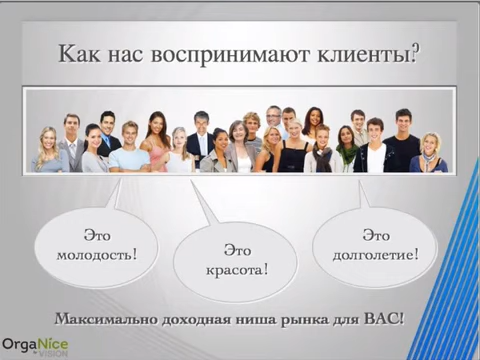 Как нас воспринимают клиенты?
Это
молодость!
Это
красота!
Это
долголетие!
Максимально доходная ниша рынка для ВАС!
OrgaNice
VISION